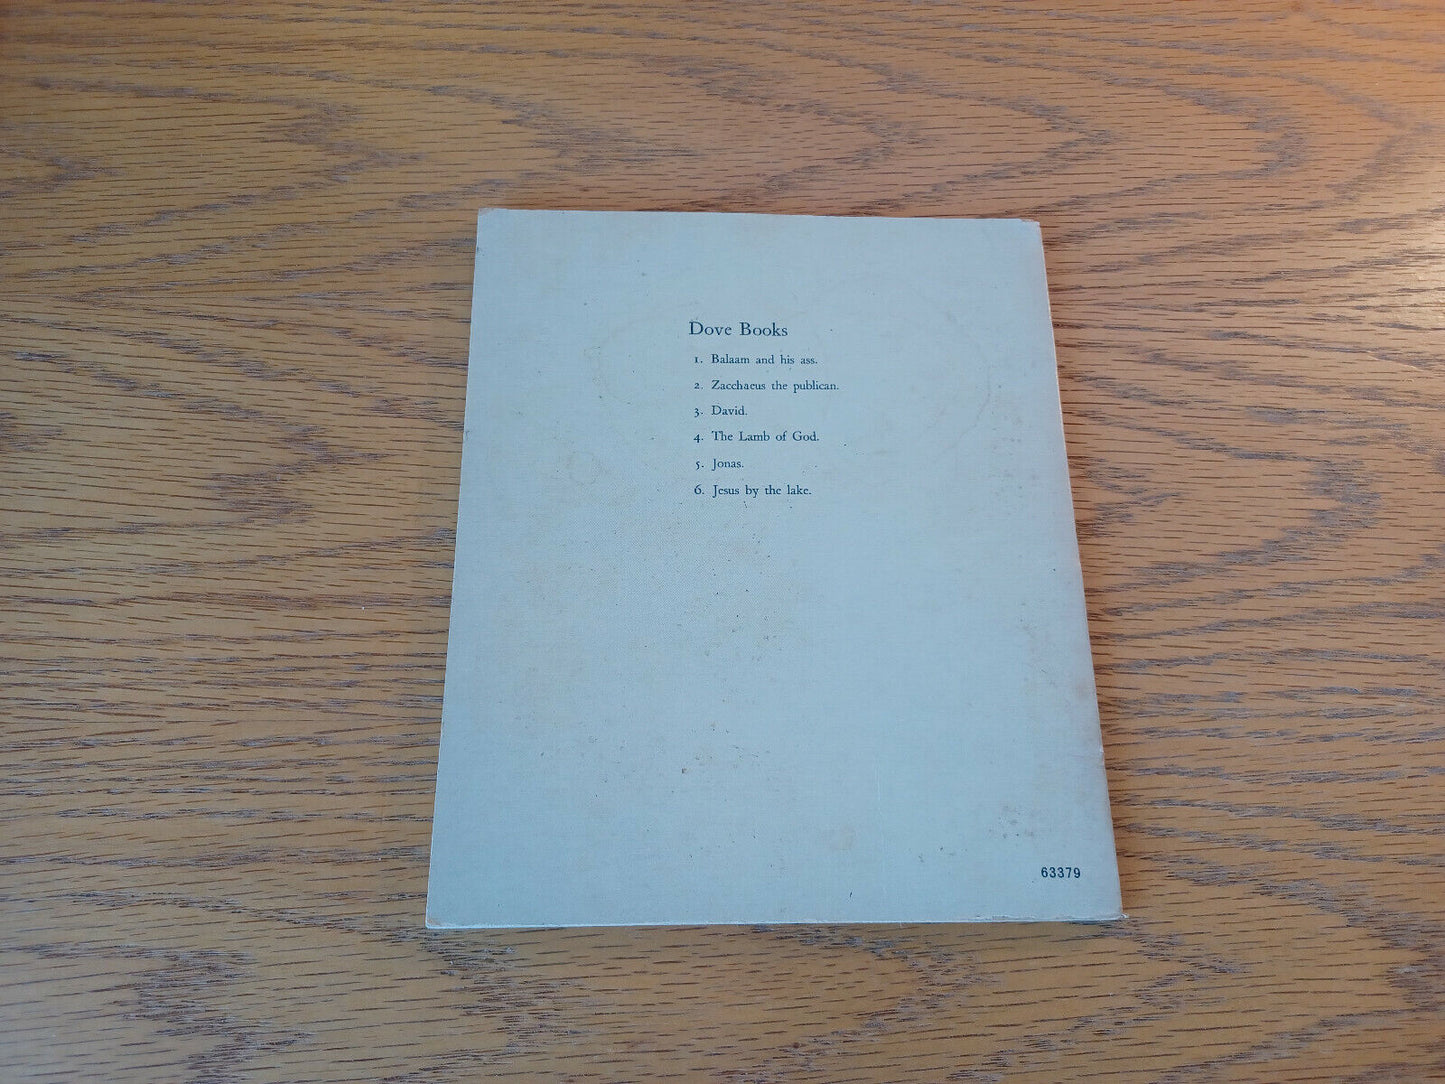 Dove Books
1. Balaam and his ass.
2. Zacchaeus the publican.
3. David.
4. The Lamb of God.
5. Jonas.
6. Jesus by the lake.
63379